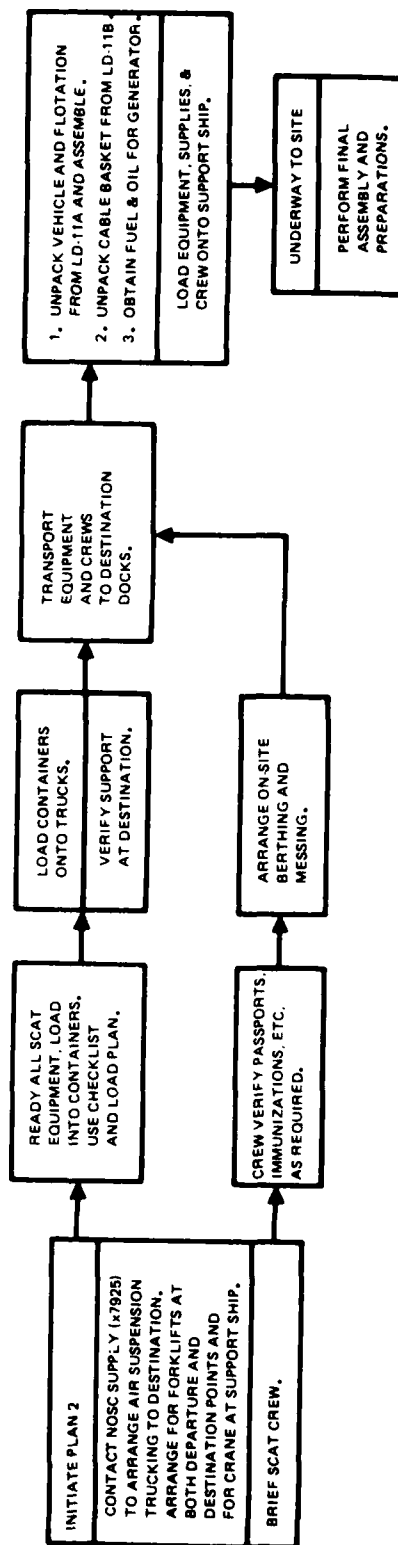 INITIATE PLAN 2
CONTACT NOSC SUPPLY (x7925)
TO ARRANGE AIR SUSPENSION
TRUCKING TO DESTINATION.
ARRANGE FOR FORKLIFTS AT
BOTH DEPARTURE AND
DESTINATION POINTS AND
FOR CRANE AT SUPPORT SHIP.
BRIEF SCAT CREW.
READY ALL SCAT
EQUIPMENT, LOAD
INTO CONTAINERS.
USE CHECKLIST
AND LOAD PLAN.
LOAD CONTAINERS
ONTO TRUCKS.
VERIFY SUPPORT
AT DESTINATION.
CREW VERIFY PASSPORTS,
IMMUNIZATIONS, ETC.
AS REQUIRED.
ARRANGE ON-SITE
BERTHING AND
MESSING.
TRANSPORT
EQUIPMENT
AND CREWS
TO DESTINATION
DOCKS.
1. UNPACK VEHICLE AND FLOTATION
FROM LD-11A AND ASSEMBLE.
2. UNPACK CABLE BASKET FROM LD-11B.
3. OBTAIN FUEL & OIL FOR GENERATOR.
LOAD EQUIPMENT, SUPPLIES, &
CREW ONTO SUPPORT SHIP.
UNDERWAY TO SITE
PERFORM FINAL
ASSEMBLY AND
PREPARATIONS.